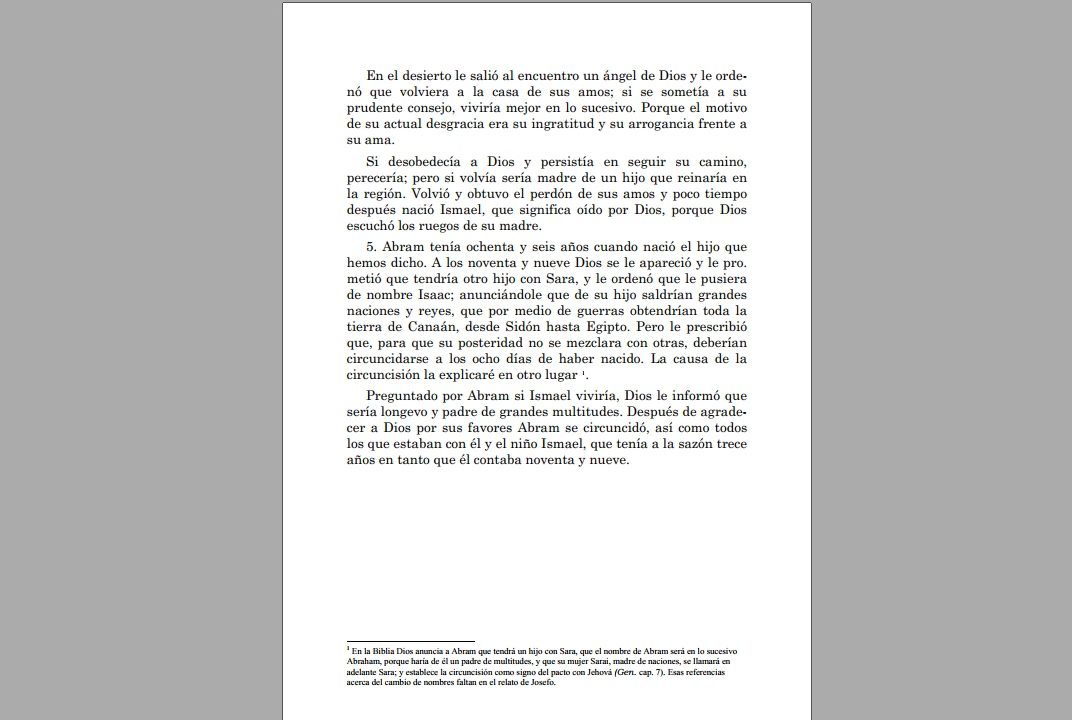 En el desierto le salió al encuentro un ángel de Dios y le orde-
nó que volviera a la casa de sus amos; si se sometía a su
prudente consejo, viviría mejor en lo sucesivo. Porque el motivo
de su actual desgracia era su ingratitud y su arrogancia frente a
su ama.
Si desobedecía a Dios y persistía en seguir su camino,
perecería; pero si volvía sería madre de un hijo que reinaría en
la región. Volvió y obtuvo el perdón de sus amos y poco tiempo
después nació Ismael, que significa oído por Dios, porque Dios
escuchó los ruegos de su madre.
5. Abram tenía ochenta y seis años cuando nació el hijo que
hemos dicho. A los noventa y nueve Dios se le apareció y le pro.
metió que tendría otro hijo con Sara, y le ordenó que le pusiera
de nombre Isaac; anunciándole que de su hijo saldrían grandes
naciones y reyes, que por medio de guerras obtendrían toda la
tierra de Canaán, desde Sidón hasta Egipto. Pero le prescribió
que, para que su posteridad no se mezclara con otras, deberían
circuncidarse a los ocho días de haber nacido. La causa de la
circuncisión la explicaré en otro lugar ¹.
Preguntado por Abram si Ismael viviría, Dios le informó que
sería longevo y padre de grandes multitudes. Después de agrade-
cer a Dios por sus favores Abram se circuncidó, así como todos
los que estaban con él y el niño Ismael, que tenía a la sazón trece
años en tanto que él contaba noventa y nueve.
¹ En la Biblia Dios anuncia a Abram que tendrá un hijo con Sara, que el nombre de Abram será en lo sucesivo
Abraham, porque haría de él un padre de multitudes, y que su mujer Sarai, madre de naciones, se llamará en
adelante Sara; y establece la circuncisión como signo del pacto con Jehová (Gen. cap. 7). Esas referencias
acerca del cambio de nombres faltan en el relato de Josefo.